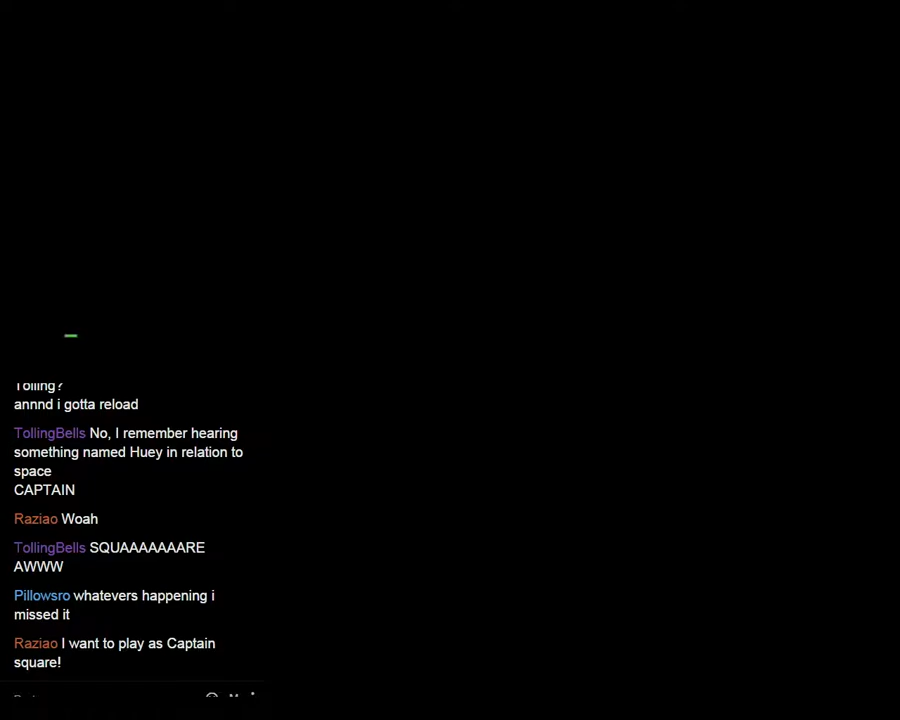 Tolling?
annnd i gotta reload
TollingBells No, I remember hearing
something named Huey in relation to
space
CAPTAIN
Raziao Woah
TollingBells SQUAAAAAAARE
AWWW
Pillowsro whatevers happening i
missed it
Raziao I want to play as Captain
square!